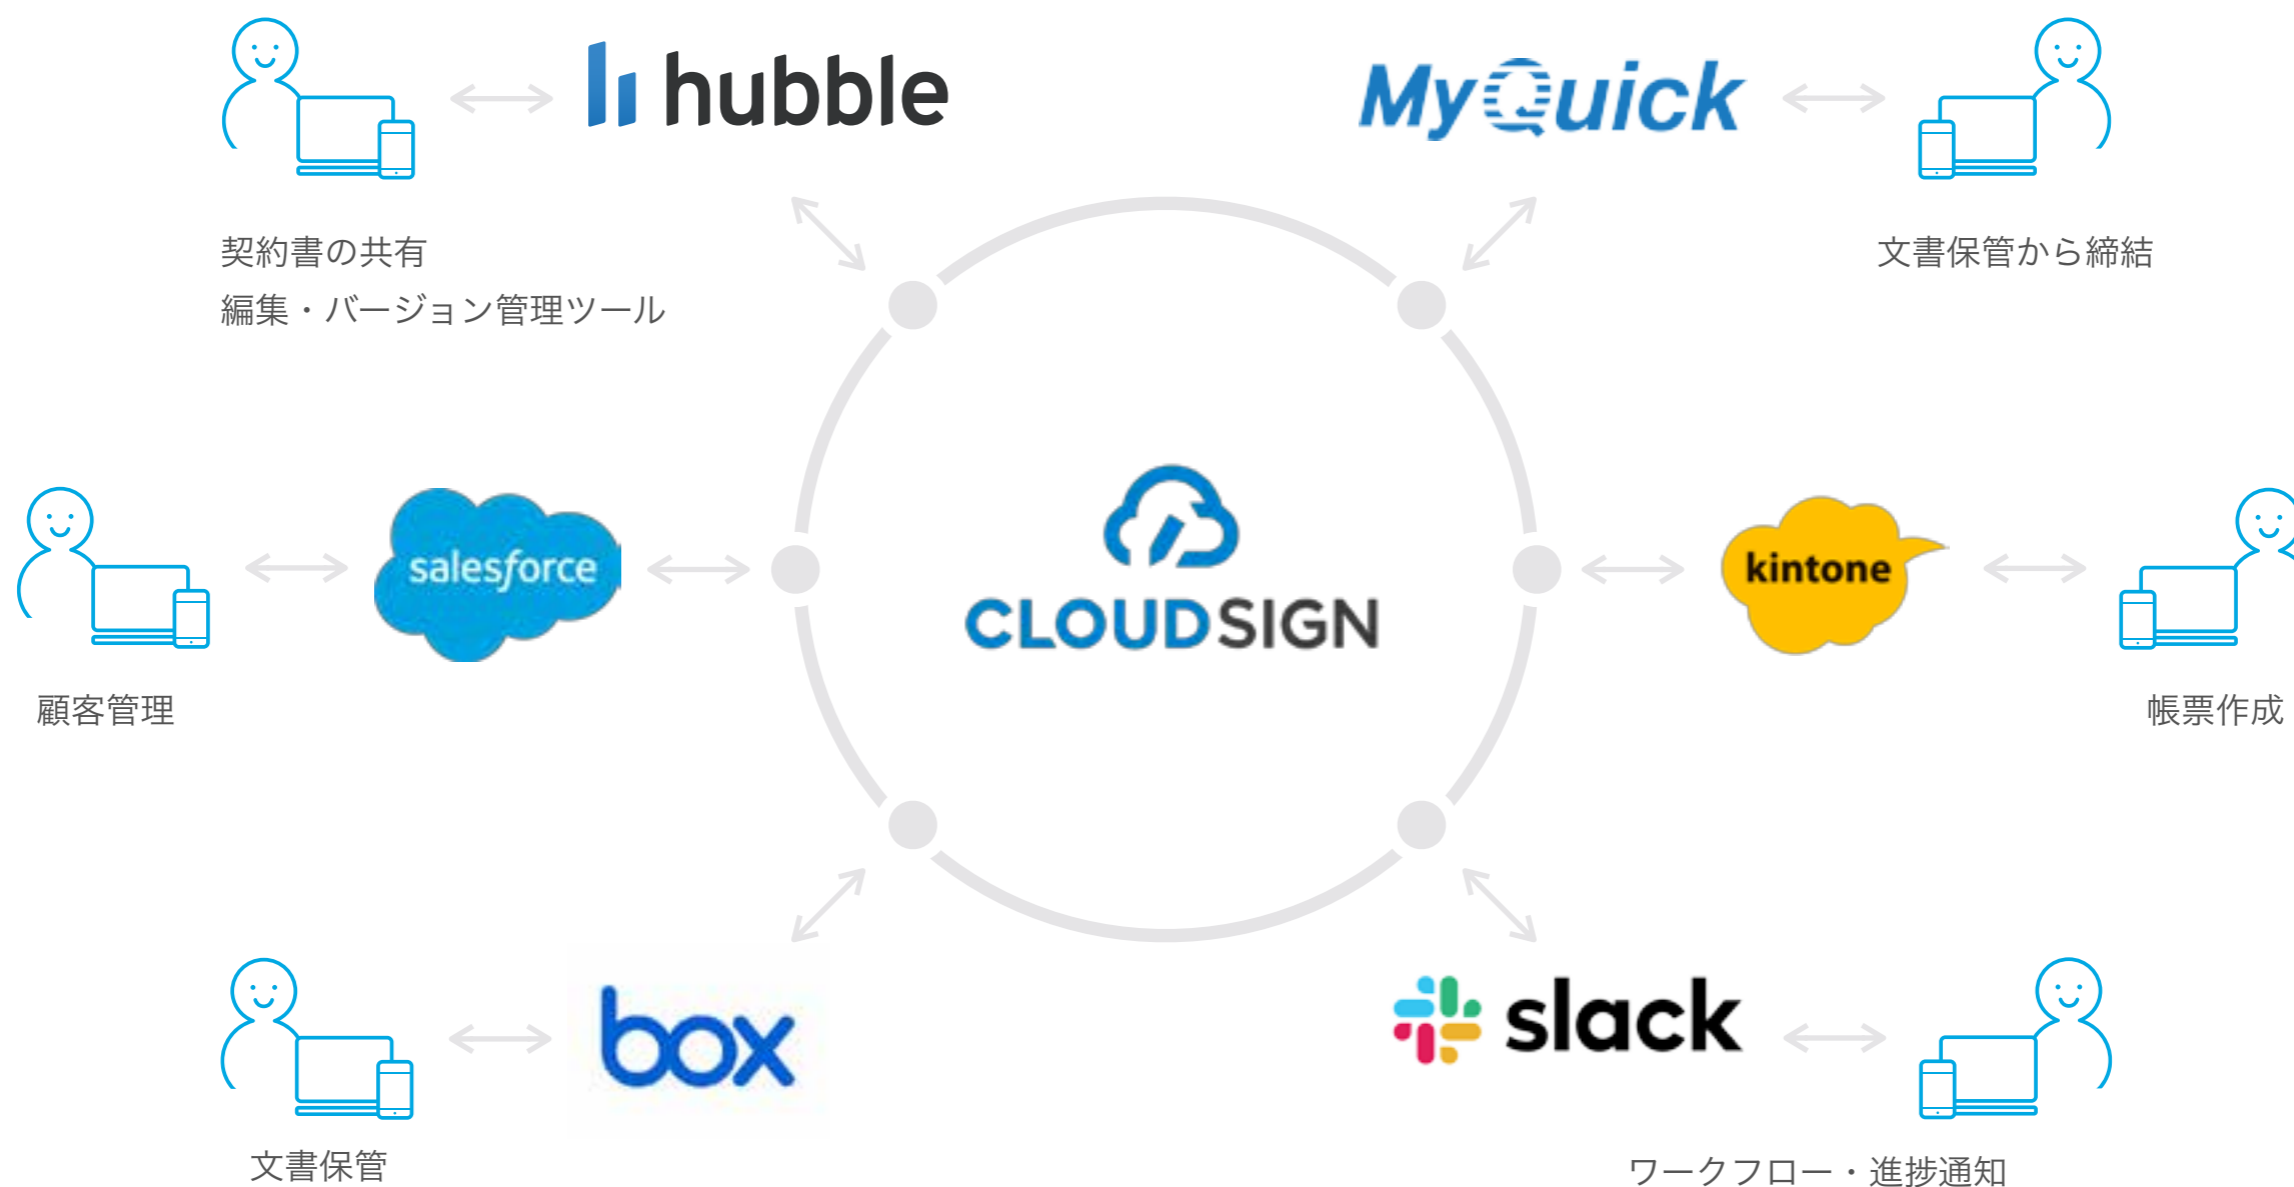 hubble
MyQuick
契約書の共有
編集・バージョン管理ツール
文書保管から締結
salesforce
CLOUDSIGN
kintone
顧客管理
帳票作成
box
slack
文書保管
ワークフロー・進捗通知